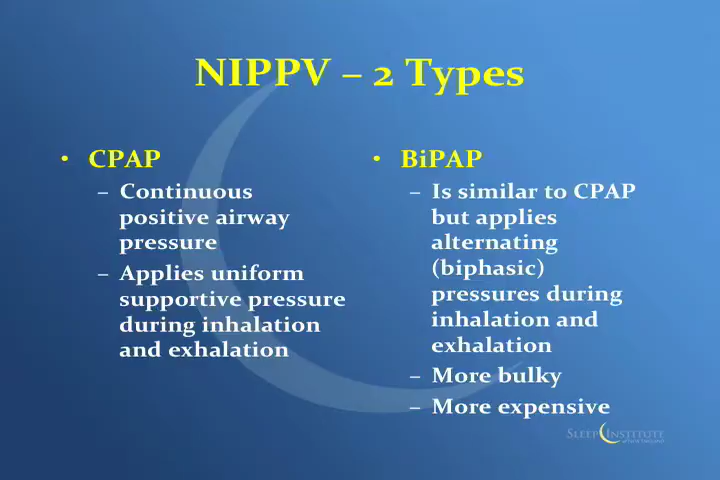 NIPPV – 2 Types
• CPAP
– Continuous
positive airway
pressure
– Applies uniform
supportive pressure
during inhalation
and exhalation
• BiPAP
– Is similar to CPAP
but applies
alternating
(biphasic)
pressures during
inhalation and
exhalation
– More bulky
– More expensive
SLEEP INSTITUTE